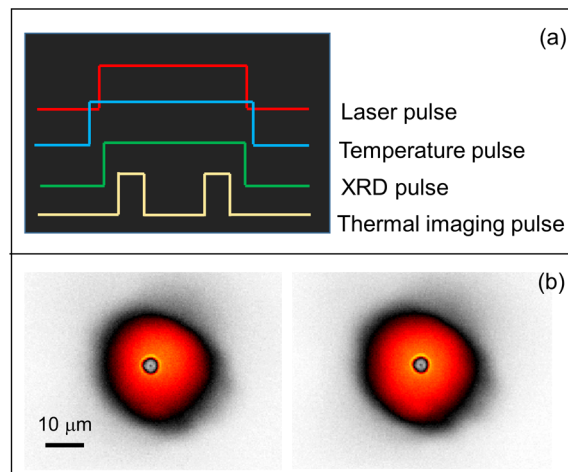 (a)
Laser pulse
Temperature pulse
XRD pulse
Thermal imaging pulse
(b)
10 μm